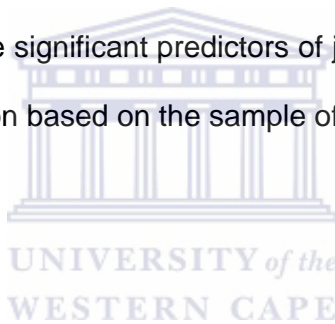 significant predictors of
n based on the sample of
UNIVERSITY of the
WESTERN CAPE